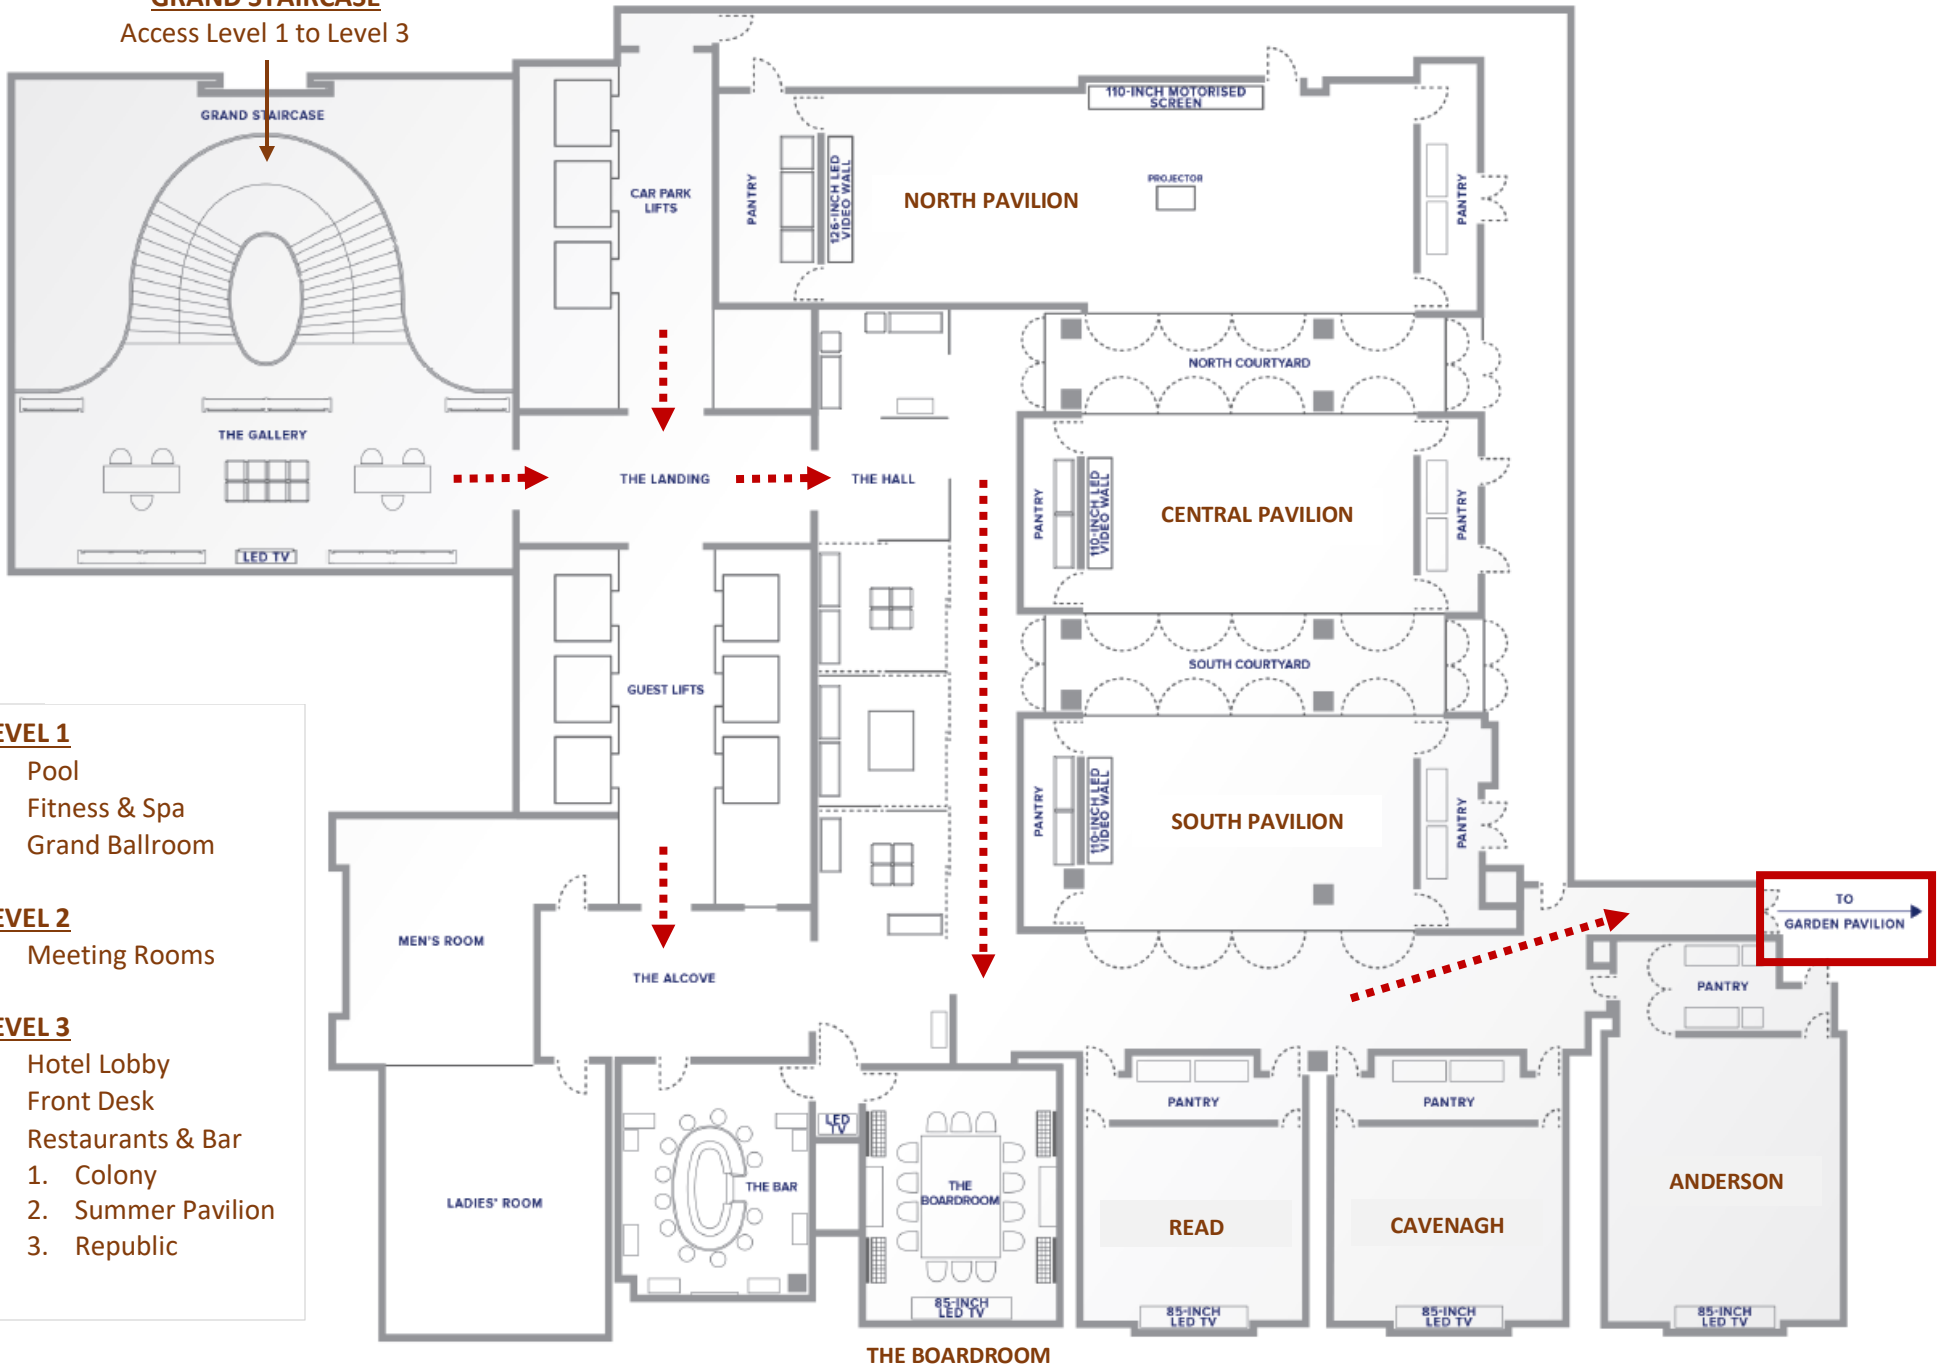 GRAND STAIRCASE
Access Level 1 to Level 3
GRAND STAIRCASE
CAR PARK
LIFTS
PANTRY
126-INCH LED
VIDEO WALL
NORTH PAVILION
110-INCH MOTORISED
SCREEN
PROJECTOR
PANTRY
NORTH COURTYARD
THE GALLERY
LED TV
THE LANDING
THE HALL
PANTRY
110-INCH LED
VIDEO WALL
CENTRAL PAVILION
PANTRY
SOUTH COURTYARD
GUEST LIFTS
PANTRY
110-INCH LED
VIDEO WALL
SOUTH PAVILION
PANTRY
EVEL 1
Pool
Fitness & Spa
Grand Ballroom
EVEL 2
Meeting Rooms
EVEL 3
Hotel Lobby
Front Desk
Restaurants & Bar
1. Colony
2. Summer Pavilion
3. Republic
MEN'S ROOM
THE ALCOVE
TO
GARDEN PAVILION
PANTRY
LADIES' ROOM
THE BAR
LED
TV
THE
BOARDROOM
85-INCH
LED TV
THE BOARDROOM
PANTRY
READ
85-INCH
LED TV
PANTRY
CAVENAGH
85-INCH
LED TV
ANDERSON
85-INCH
LED TV